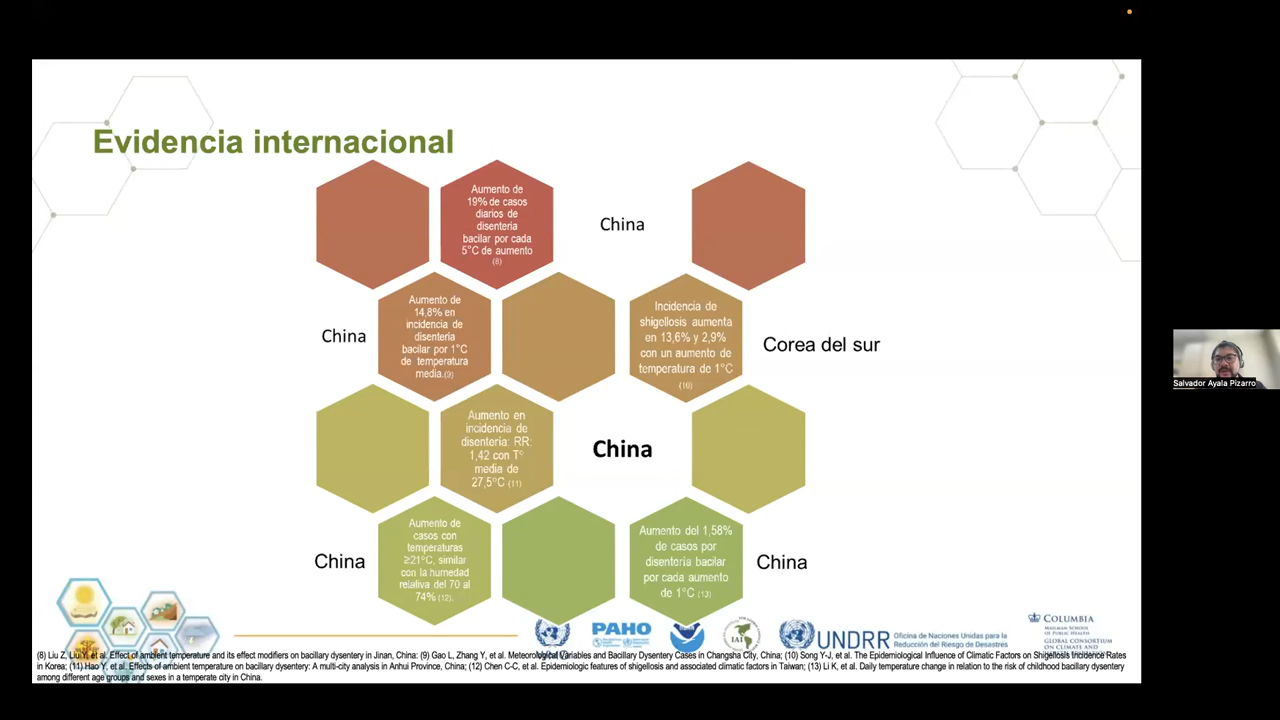 Evidencia internacional
Aumento de
19% de casos
diarios de
disentería
bacilar por cada
5°C de aumento
(8)
China
China
Aumento de
14,8% en
incidencia de
disentería
bacilar por 1°C
de temperatura
media.(9)
Incidencia de
shigellosis aumenta
en 13,6% y 2,9%
con un aumento de
temperatura de 1°C
(10)
Corea del sur
Aumento en
incidencia de
disentería: RR:
1,42 con T°
media de
27,5°C (11)
China
China
Aumento de
casos con
temperaturas
≥21°C, similar
con la humedad
relativa del 70 al
74% (12).
Aumento del 1,58%
de casos por
disentería bacilar
por cada aumento
de 1°C (13)
China
PAHO
IAI
UNDRR
Oficina de Naciones Unidas para la
Reducción del Riesgo de Desastres
COLUMBIA
MAILMAN SCHOOL
OF PUBLIC HEALTH
GLOBAL CONSORTIUM
ON CLIMATE AND
(8) Liu Z, Liu Y, et al. Effect of ambient temperature and its effect modifiers on bacillary dysentery in Jinan, China: (9) Gao L, Zhang Y, et al. Meteorological Variables and Bacillary Dysentery Cases in Changsha City, China; (10) Song Y-J, et al. The Epidemiological Influence of Climatic Factors on Shigellosis Incidence Rates
in Korea; (11) Hao Y, et al. Effects of ambient temperature on bacillary dysentery: A multi-city analysis in Anhui Province, China; (12) Chen C-C, et al. Epidemiologic features of shigellosis and associated climatic factors in Taiwan; (13) Li K, et al. Daily temperature change in relation to the risk of childhood bacillary dysentery
among different age groups and sexes in a temperate city in China.
Salvador Ayala Pizarro